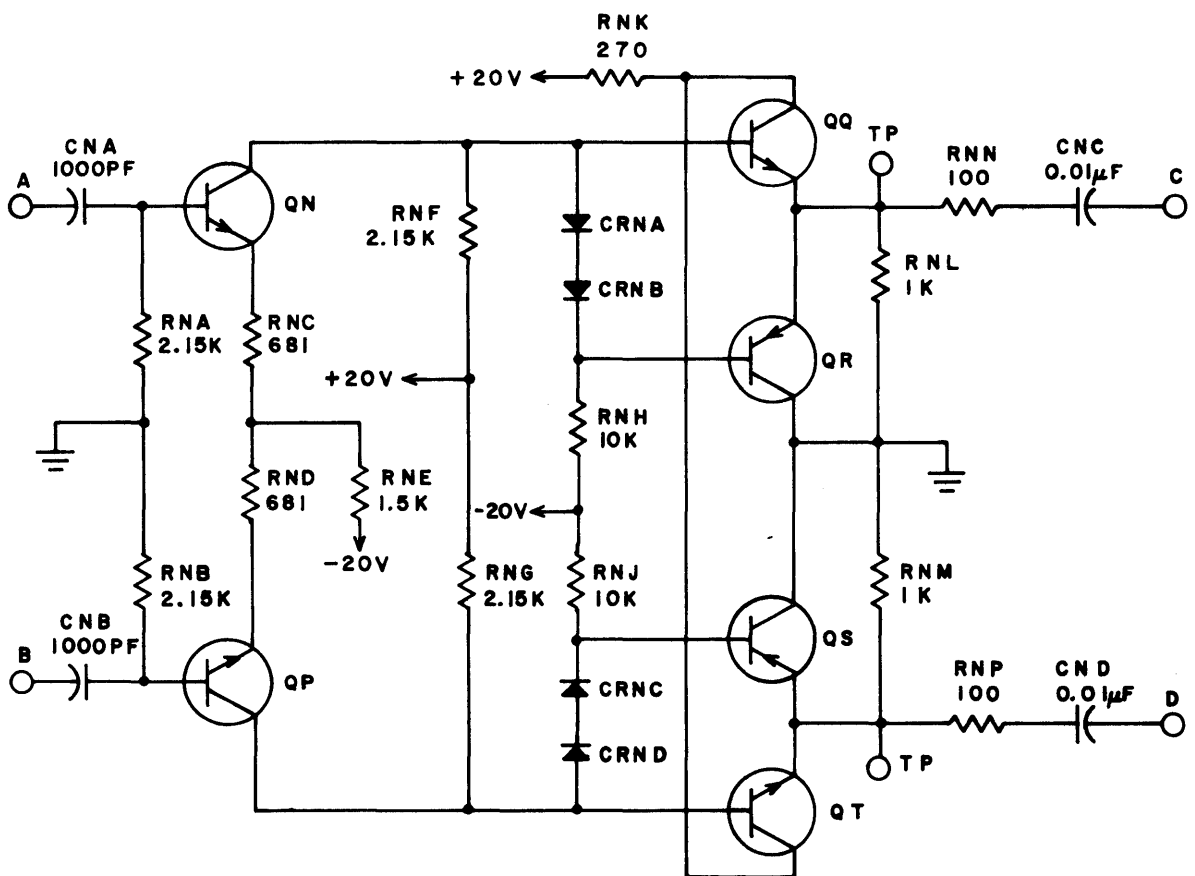 RNK
270
+20V
QQ
TP
CNA
1000PF
A
QN
RNF
2.15K
CRNA
RNN
100
CNC
0.01µF
C
CRNB
RNL
1K
RNA
2.15K
RNC
681
+20V
QR
RNH
10K
RND
681
RNE
1.5K
-20V
-20V
RNB
2.15K
RNG
2.15K
RNJ
10K
RNM
1K
CNB
1000PF
B
QP
QS
CRNC
RNP
100
CND
0.01µF
D
CRND
TP
QT